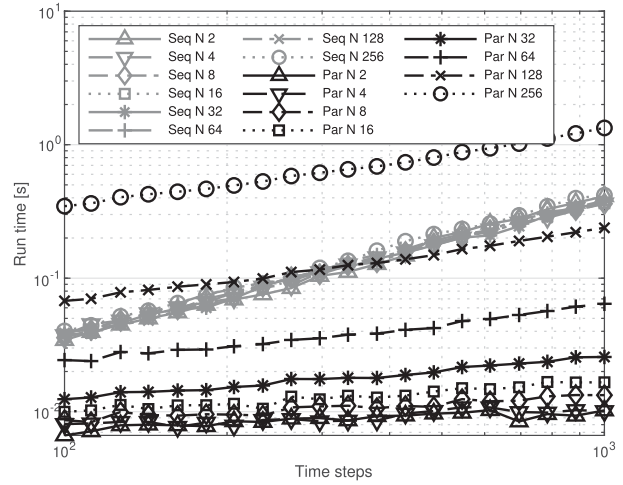 10^1
Seq N 2 Seq N 128 Par N 32
Seq N 4 Seq N 256 Par N 64
Seq N 8 Par N 2 Par N 128
Seq N 16 Par N 4 Par N 256
Seq N 32 Par N 8
Seq N 64 Par N 16
10^0
Run time [s]
10^-1
10^-2
10^2 10^3
Time steps